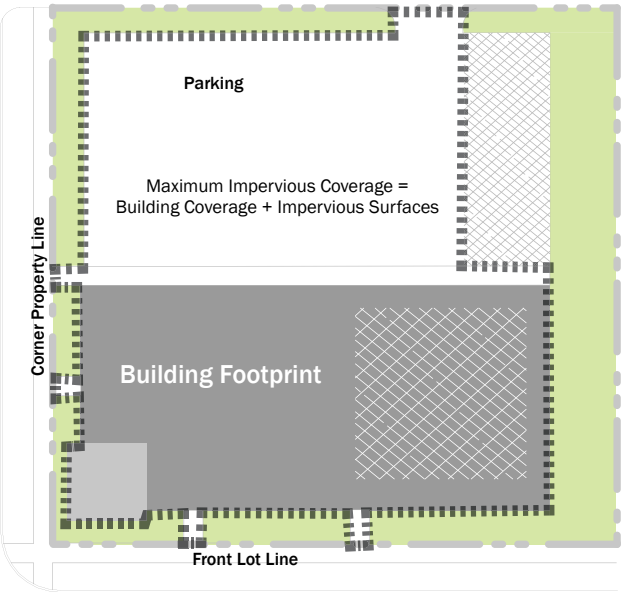 Parking
Maximum Impervious Coverage =
Building Coverage + Impervious Surfaces
Corner Property Line
Building Footprint
Front Lot Line